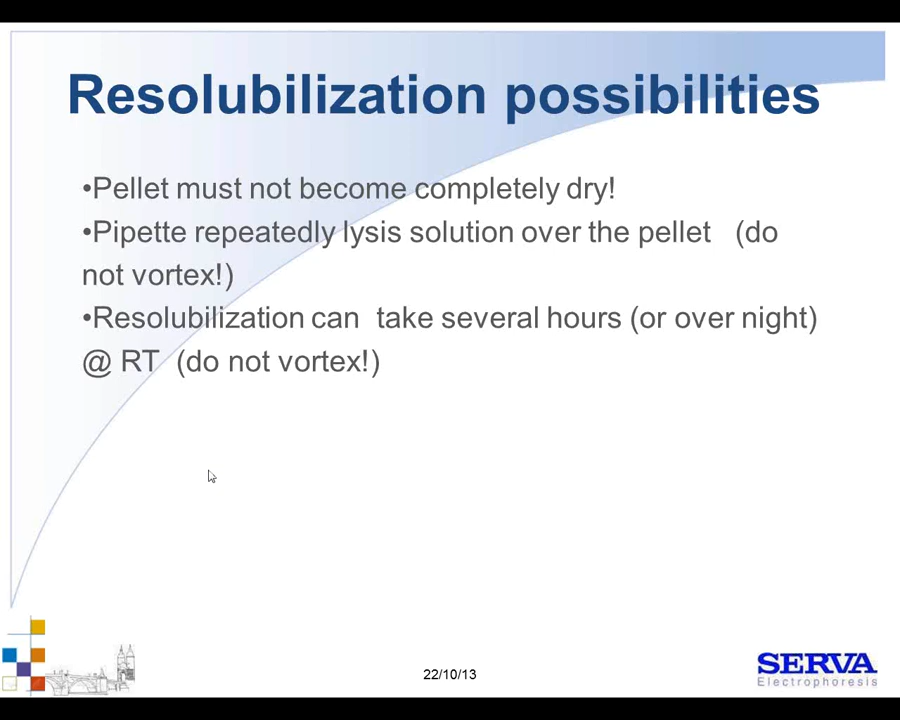 Resolubilization possibilities
•Pellet must not become completely dry!
•Pipette repeatedly lysis solution over the pellet (do
not vortex!)
•Resolubilization can take several hours (or over night)
@ RT (do not vortex!)
22/10/13
SERVA
Electrophoresis